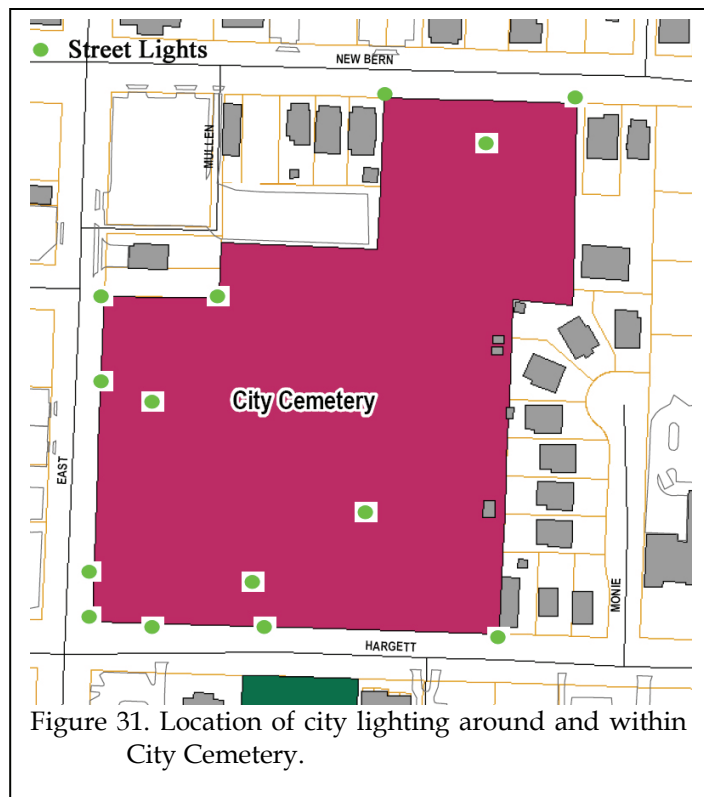 Street Lights
NEW BERN
MULLEN
City Cemetery
EAST
MONIE
HARGETT
Figure 31. Location of city lighting around and within
City Cemetery.